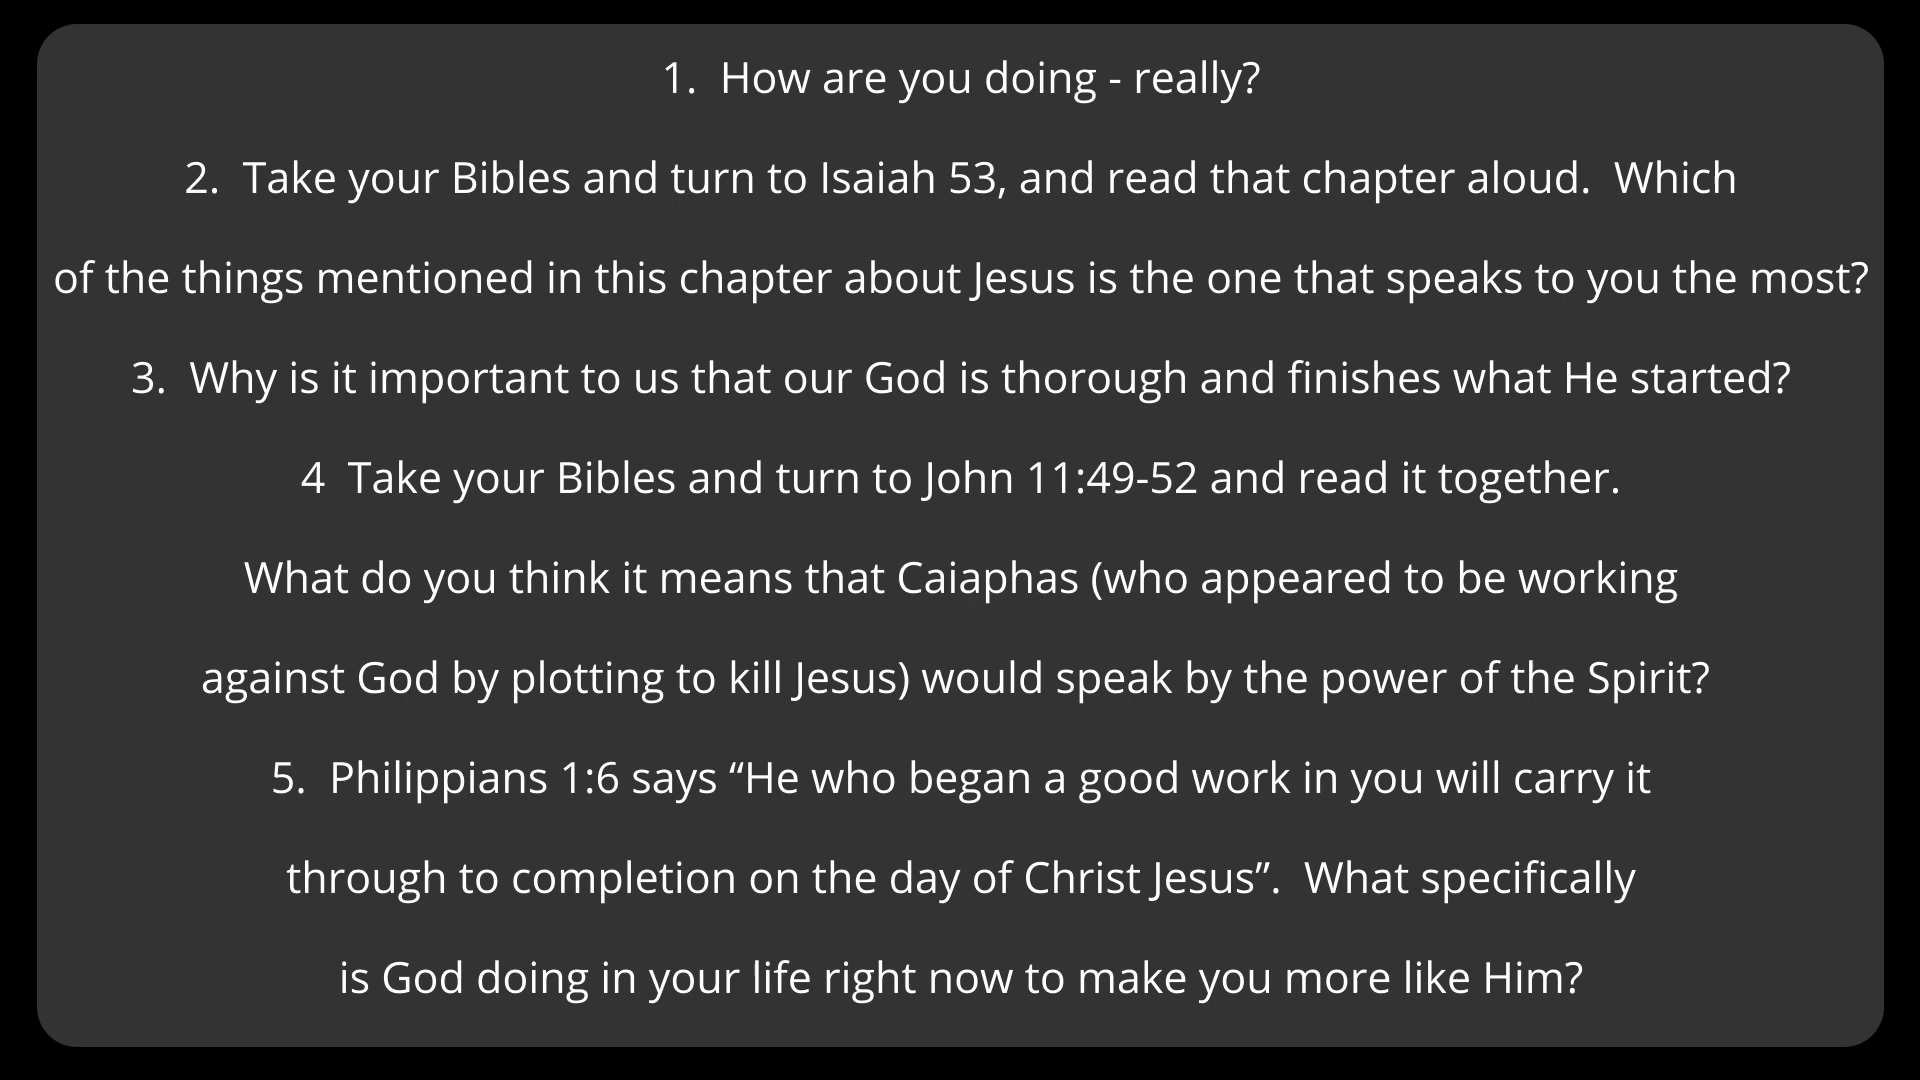 1.  How are you doing - really?
2.  Take your Bibles and turn to Isaiah 53, and read that chapter aloud.  Which
of the things mentioned in this chapter about Jesus is the one that speaks to you the most?
3.  Why is it important to us that our God is thorough and finishes what He started?
4  Take your Bibles and turn to John 11:49-52 and read it together.
What do you think it means that Caiaphas (who appeared to be working
against God by plotting to kill Jesus) would speak by the power of the Spirit?
5.  Philippians 1:6 says “He who began a good work in you will carry it
through to completion on the day of Christ Jesus”.  What specifically
is God doing in your life right now to make you more like Him?